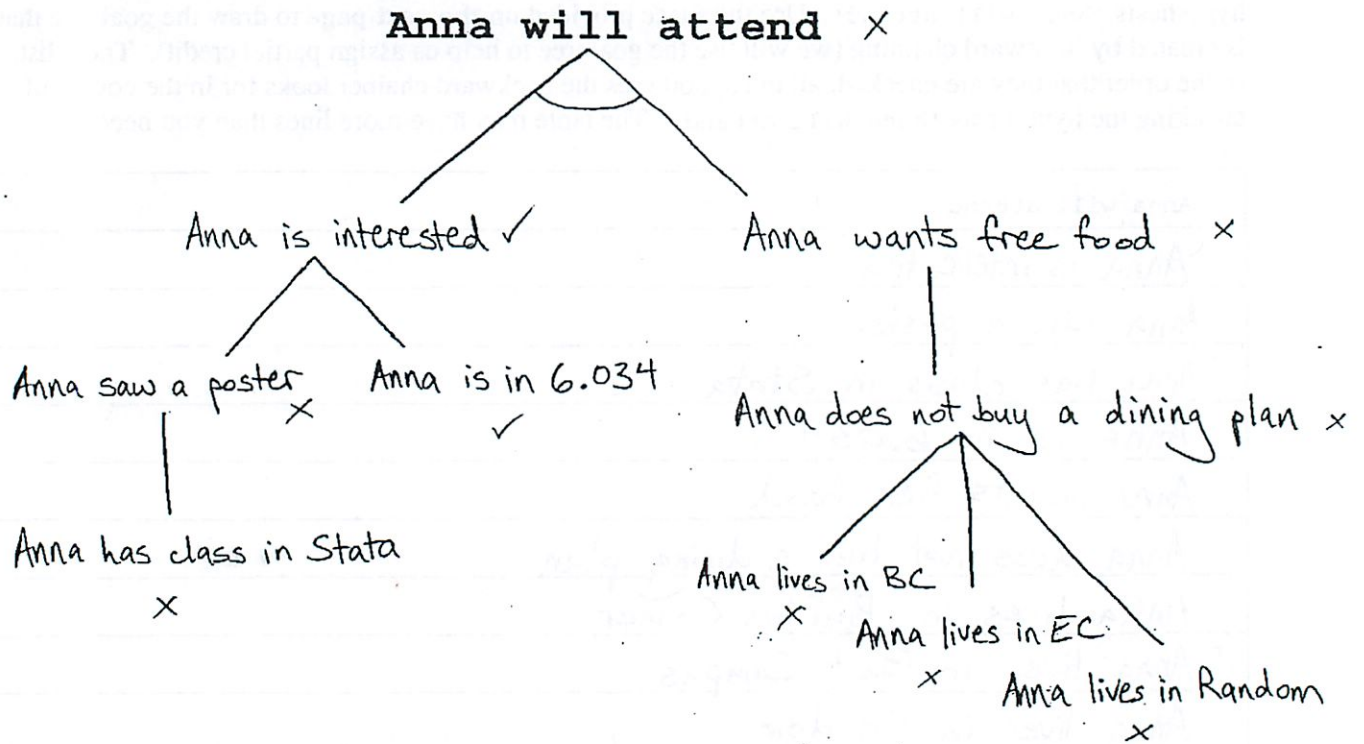 Anna will attend ×
Anna is interested ✓
Anna wants free food ×
Anna saw a poster ×
Anna is in 6.034 ✓
Anna does not buy a dining plan ×
Anna has class in Stata ×
Anna lives in BC ×
Anna lives in EC ×
Anna lives in Random ×